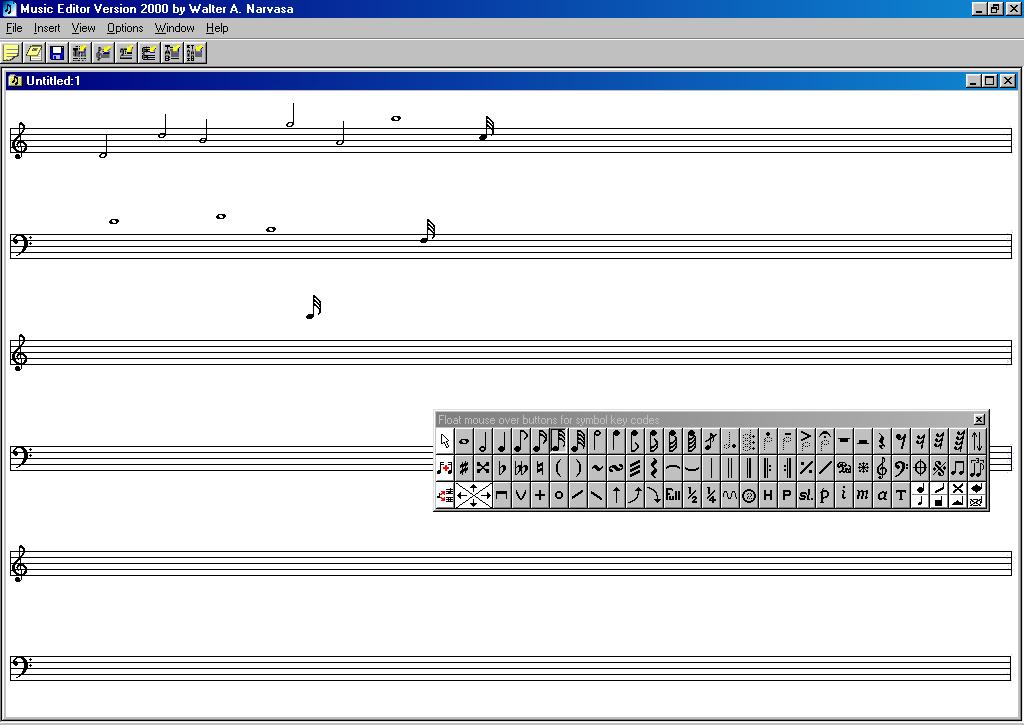 Music Editor Version 2000 by Walter A. Narvasa
File Insert View Options Window Help
Untitled:1
Float mouse over buttons for symbol key codes
Full ½ ¼ H P sl. p i m a T